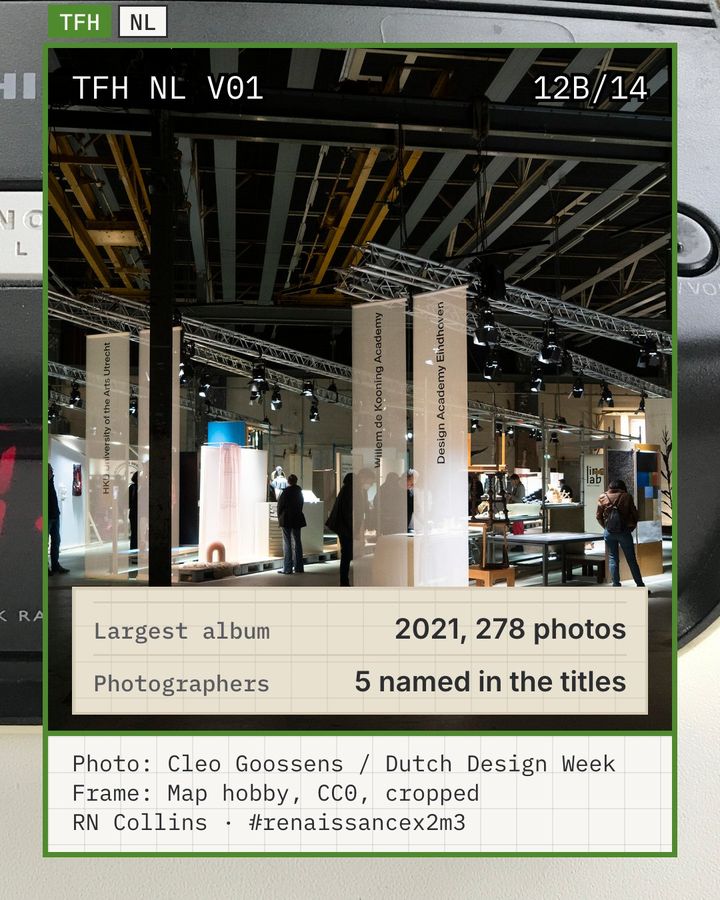 TFH NL
TFH NL V01 12B/14
HKU University of the Arts Utrecht
Willem de Kooning Academy
Design Academy Eindhoven
Largest album 2021, 278 photos
Photographers 5 named in the titles
Photo: Cleo Goossens / Dutch Design Week
Frame: Map hobby, CC0, cropped
RN Collins · #renaissancex2m3